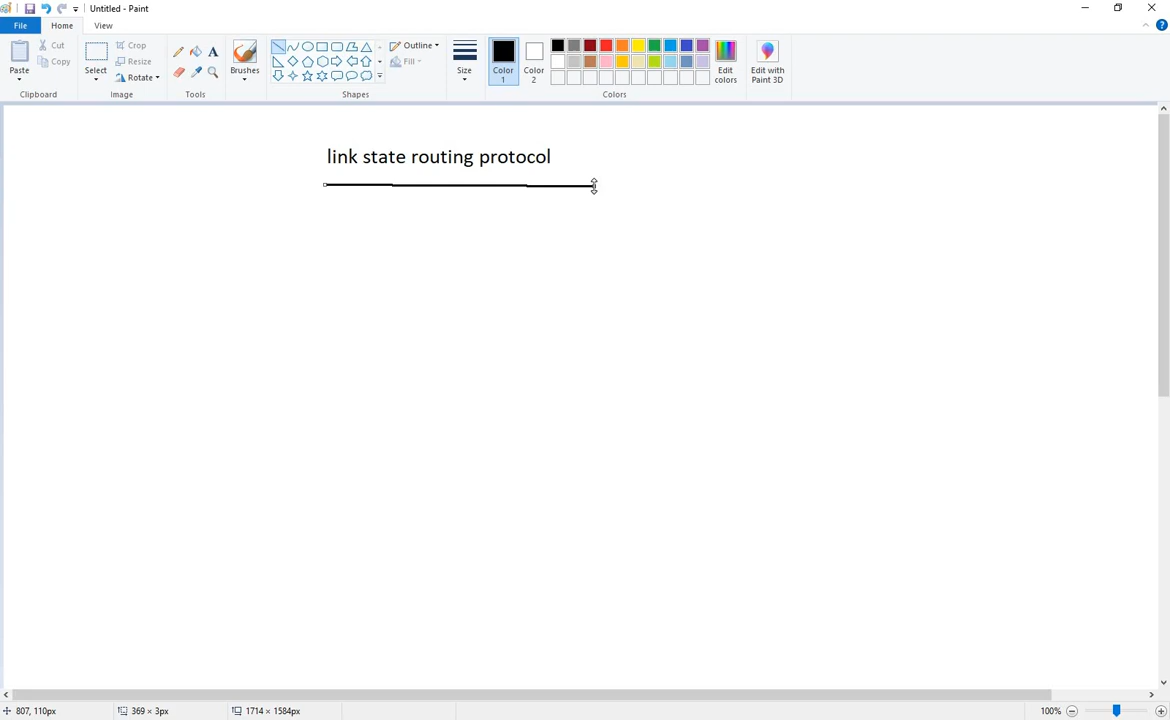 Untitled - Paint
File Home View
Paste
Cut
Copy
Clipboard
Select
Crop
Resize
Rotate
Image
A
Tools
Brushes
Outline
Fill
Shapes
Size
Color 1
Color 2
Edit colors
Colors
Edit with Paint 3D
link state routing protocol
807, 110px
369 × 3px
1714 × 1584px
100%